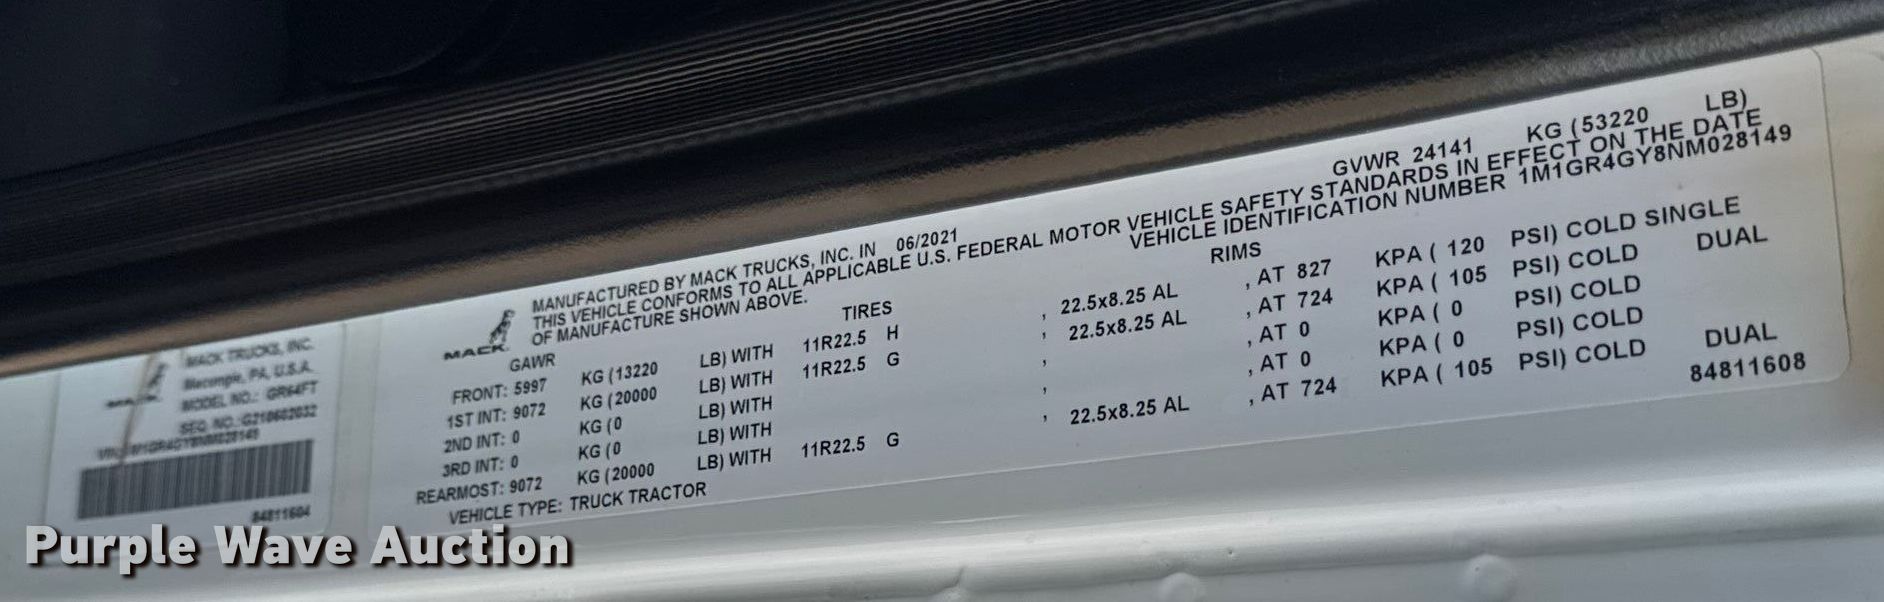 MACK TRUCKS, INC.
Macungie, PA, U.S.A.
MODEL NO.: GR64FT
SEQ. NO.: G210602032
84811604
MACK
MANUFACTURED BY MACK TRUCKS, INC. IN 06/2021 GVWR 24141 KG (53220 LB)
THIS VEHICLE CONFORMS TO ALL APPLICABLE U.S. FEDERAL MOTOR VEHICLE SAFETY STANDARDS IN EFFECT ON THE DATE
OF MANUFACTURE SHOWN ABOVE. VEHICLE IDENTIFICATION NUMBER 1M1GR4GY8NM028149
GAWR TIRES RIMS
FRONT: 5997 KG (13220 LB) WITH 11R22.5 H , 22.5x8.25 AL , AT 827 KPA ( 120 PSI) COLD SINGLE
1ST INT: 9072 KG (20000 LB) WITH 11R22.5 G , 22.5x8.25 AL , AT 724 KPA ( 105 PSI) COLD DUAL
2ND INT: 0 KG (0 LB) WITH , , AT 0 KPA ( 0 PSI) COLD
3RD INT: 0 KG (0 LB) WITH , , AT 0 KPA ( 0 PSI) COLD
REARMOST: 9072 KG (20000 LB) WITH 11R22.5 G , 22.5x8.25 AL , AT 724 KPA ( 105 PSI) COLD DUAL
VEHICLE TYPE: TRUCK TRACTOR 84811608
Purple Wave Auction